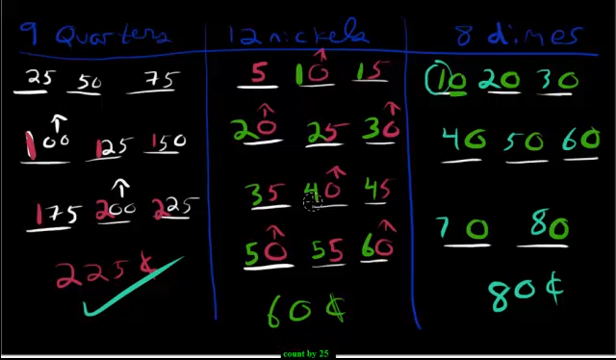 9 Quarters
25 50 75
100 125 150
175 200 225
225¢
12 nickels
5 10 15
20 25 30
35 40 45
50 55 60
60¢
8 dimes
10 20 30
40 50 60
70 80
80¢
count by 25